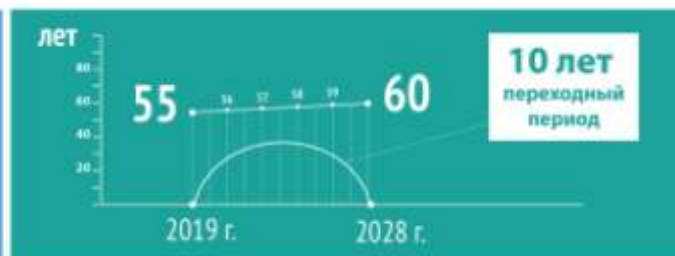 лет
80
60
40
20
55
56
57
58
59
60
10 лет
переходный
период
2019 г.
2028 г.